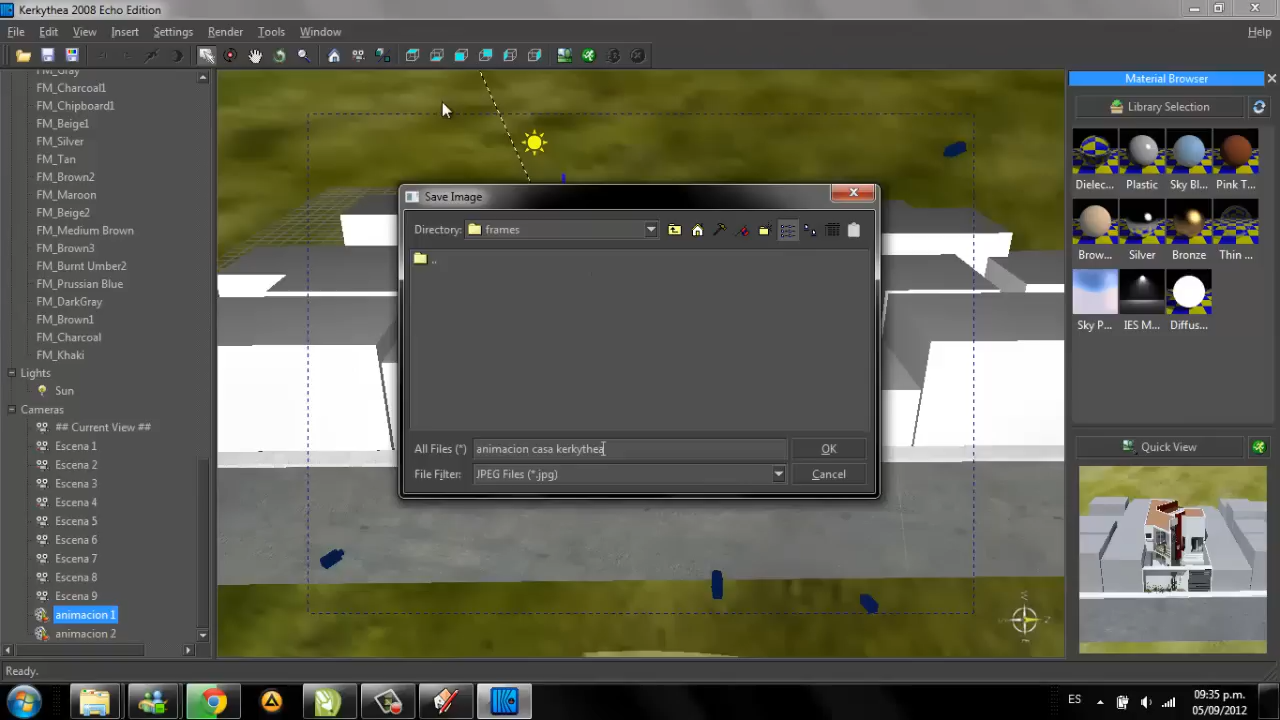 Kerkythea 2008 Echo Edition
File Edit View Insert Settings Render Tools Window Help
FM_Gray
FM_Charcoal1
FM_Chipboard1
FM_Beige1
FM_Silver
FM_Tan
FM_Brown2
FM_Maroon
FM_Beige2
FM_Medium Brown
FM_Brown3
FM_Burnt Umber2
FM_Prussian Blue
FM_DarkGray
FM_Brown1
FM_Charcoal
FM_Khaki
Lights
Sun
Cameras
## Current View ##
Escena 1
Escena 2
Escena 3
Escena 4
Escena 5
Escena 6
Escena 7
Escena 8
Escena 9
animacion 1
animacion 2
Save Image
Directory: frames
..
All Files (*) animacion casa kerkythea OK
File Filter: JPEG Files (*.jpg) Cancel
Material Browser
Library Selection
Dielec... Plastic Sky Bl... Pink T...
Brow... Silver Bronze Thin ...
Sky P... IES M... Diffus...
Quick View
Ready.
ES
09:35 p.m.
05/09/2012